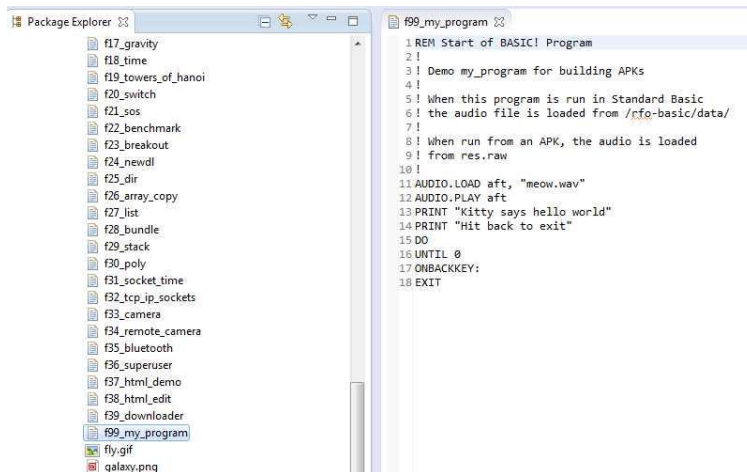 Package Explorer
f17_gravity
f18_time
f19_towers_of_hanoi
f20_switch
f21_sos
f22_benchmark
f23_breakout
f24_newdl
f25_dir
f26_array_copy
f27_list
f28_bundle
f29_stack
f30_poly
f31_socket_time
f32_tcp_ip_sockets
f33_camera
f34_remote_camera
f35_bluetooth
f36_superuser
f37_html_demo
f38_html_edit
f39_downloader
f99_my_program
fly.gif
galaxy.png
f99_my_program
1 REM Start of BASIC! Program
2 !
3 ! Demo my_program for building APKs
4 !
5 ! When this program is run in Standard Basic
6 ! the audio file is loaded from /rfo-basic/data/
7 !
8 ! When run from an APK, the audio is loaded
9 ! from res.raw
10 !
11 AUDIO.LOAD aft, "meow.wav"
12 AUDIO.PLAY aft
13 PRINT "Kitty says hello world"
14 PRINT "Hit back to exit"
15 DO
16 UNTIL 0
17 ONBACKKEY:
18 EXIT